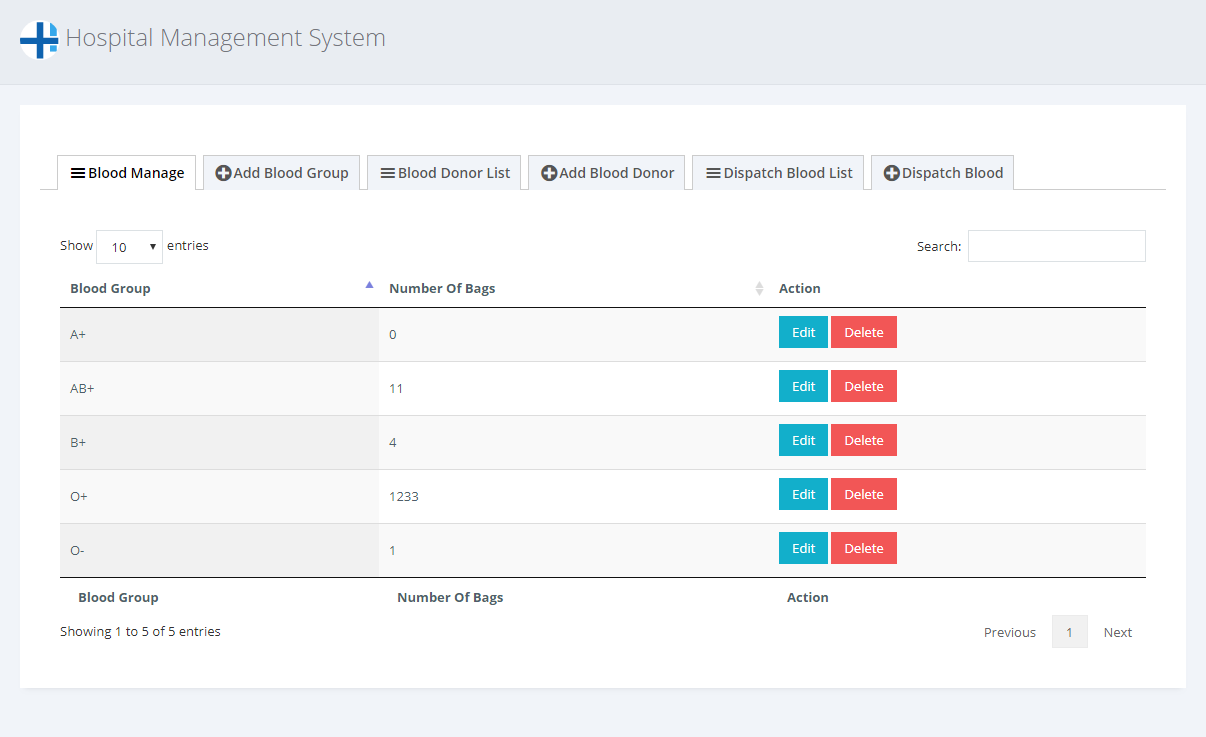 Hospital Management System
Blood Manage Add Blood Group Blood Donor List Add Blood Donor Dispatch Blood List Dispatch Blood
Show 10 entries Search:
Blood Group Number Of Bags Action
A+ 0 Edit Delete
AB+ 11 Edit Delete
B+ 4 Edit Delete
O+ 1233 Edit Delete
O- 1 Edit Delete
Blood Group Number Of Bags Action
Showing 1 to 5 of 5 entries Previous 1 Next